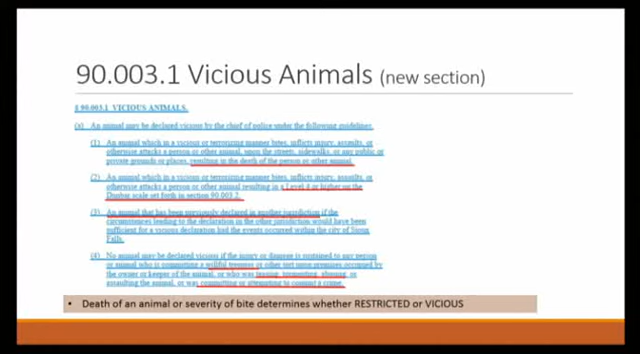 90.003.1 Vicious Animals (new section)
§ 90.003.1 VICIOUS ANIMALS.
(a) An animal may be declared vicious by the chief of police under the following guidelines.
(1) An animal which in a vicious or terrorizing manner bites, inflicts injury, assaults, or
otherwise attacks a person or other animal, upon the streets, sidewalks, or any public or
private grounds or places, resulting in the death of the person or other animal.
(2) An animal which in a vicious or terrorizing manner bites, inflicts injury, assaults, or
otherwise attacks a person or other animal resulting in a Level 4 or higher on the
Dunbar scale set forth in section 90.003.2.
(3) An animal that has been previously declared in another jurisdiction if the
circumstances leading to the declaration in the other jurisdiction would have been
sufficient for a vicious declaration had the events occurred within the city of Sioux
Falls.
(4) No animal may be declared vicious if the injury or damage is sustained to any person
or animal who is committing a willful trespass or other tort upon premises occupied by
the owner or keeper of the animal, or who was teasing, tormenting, abusing, or
assaulting the animal, or was committing or attempting to commit a crime.
• Death of an animal or severity of bite determines whether RESTRICTED or VICIOUS